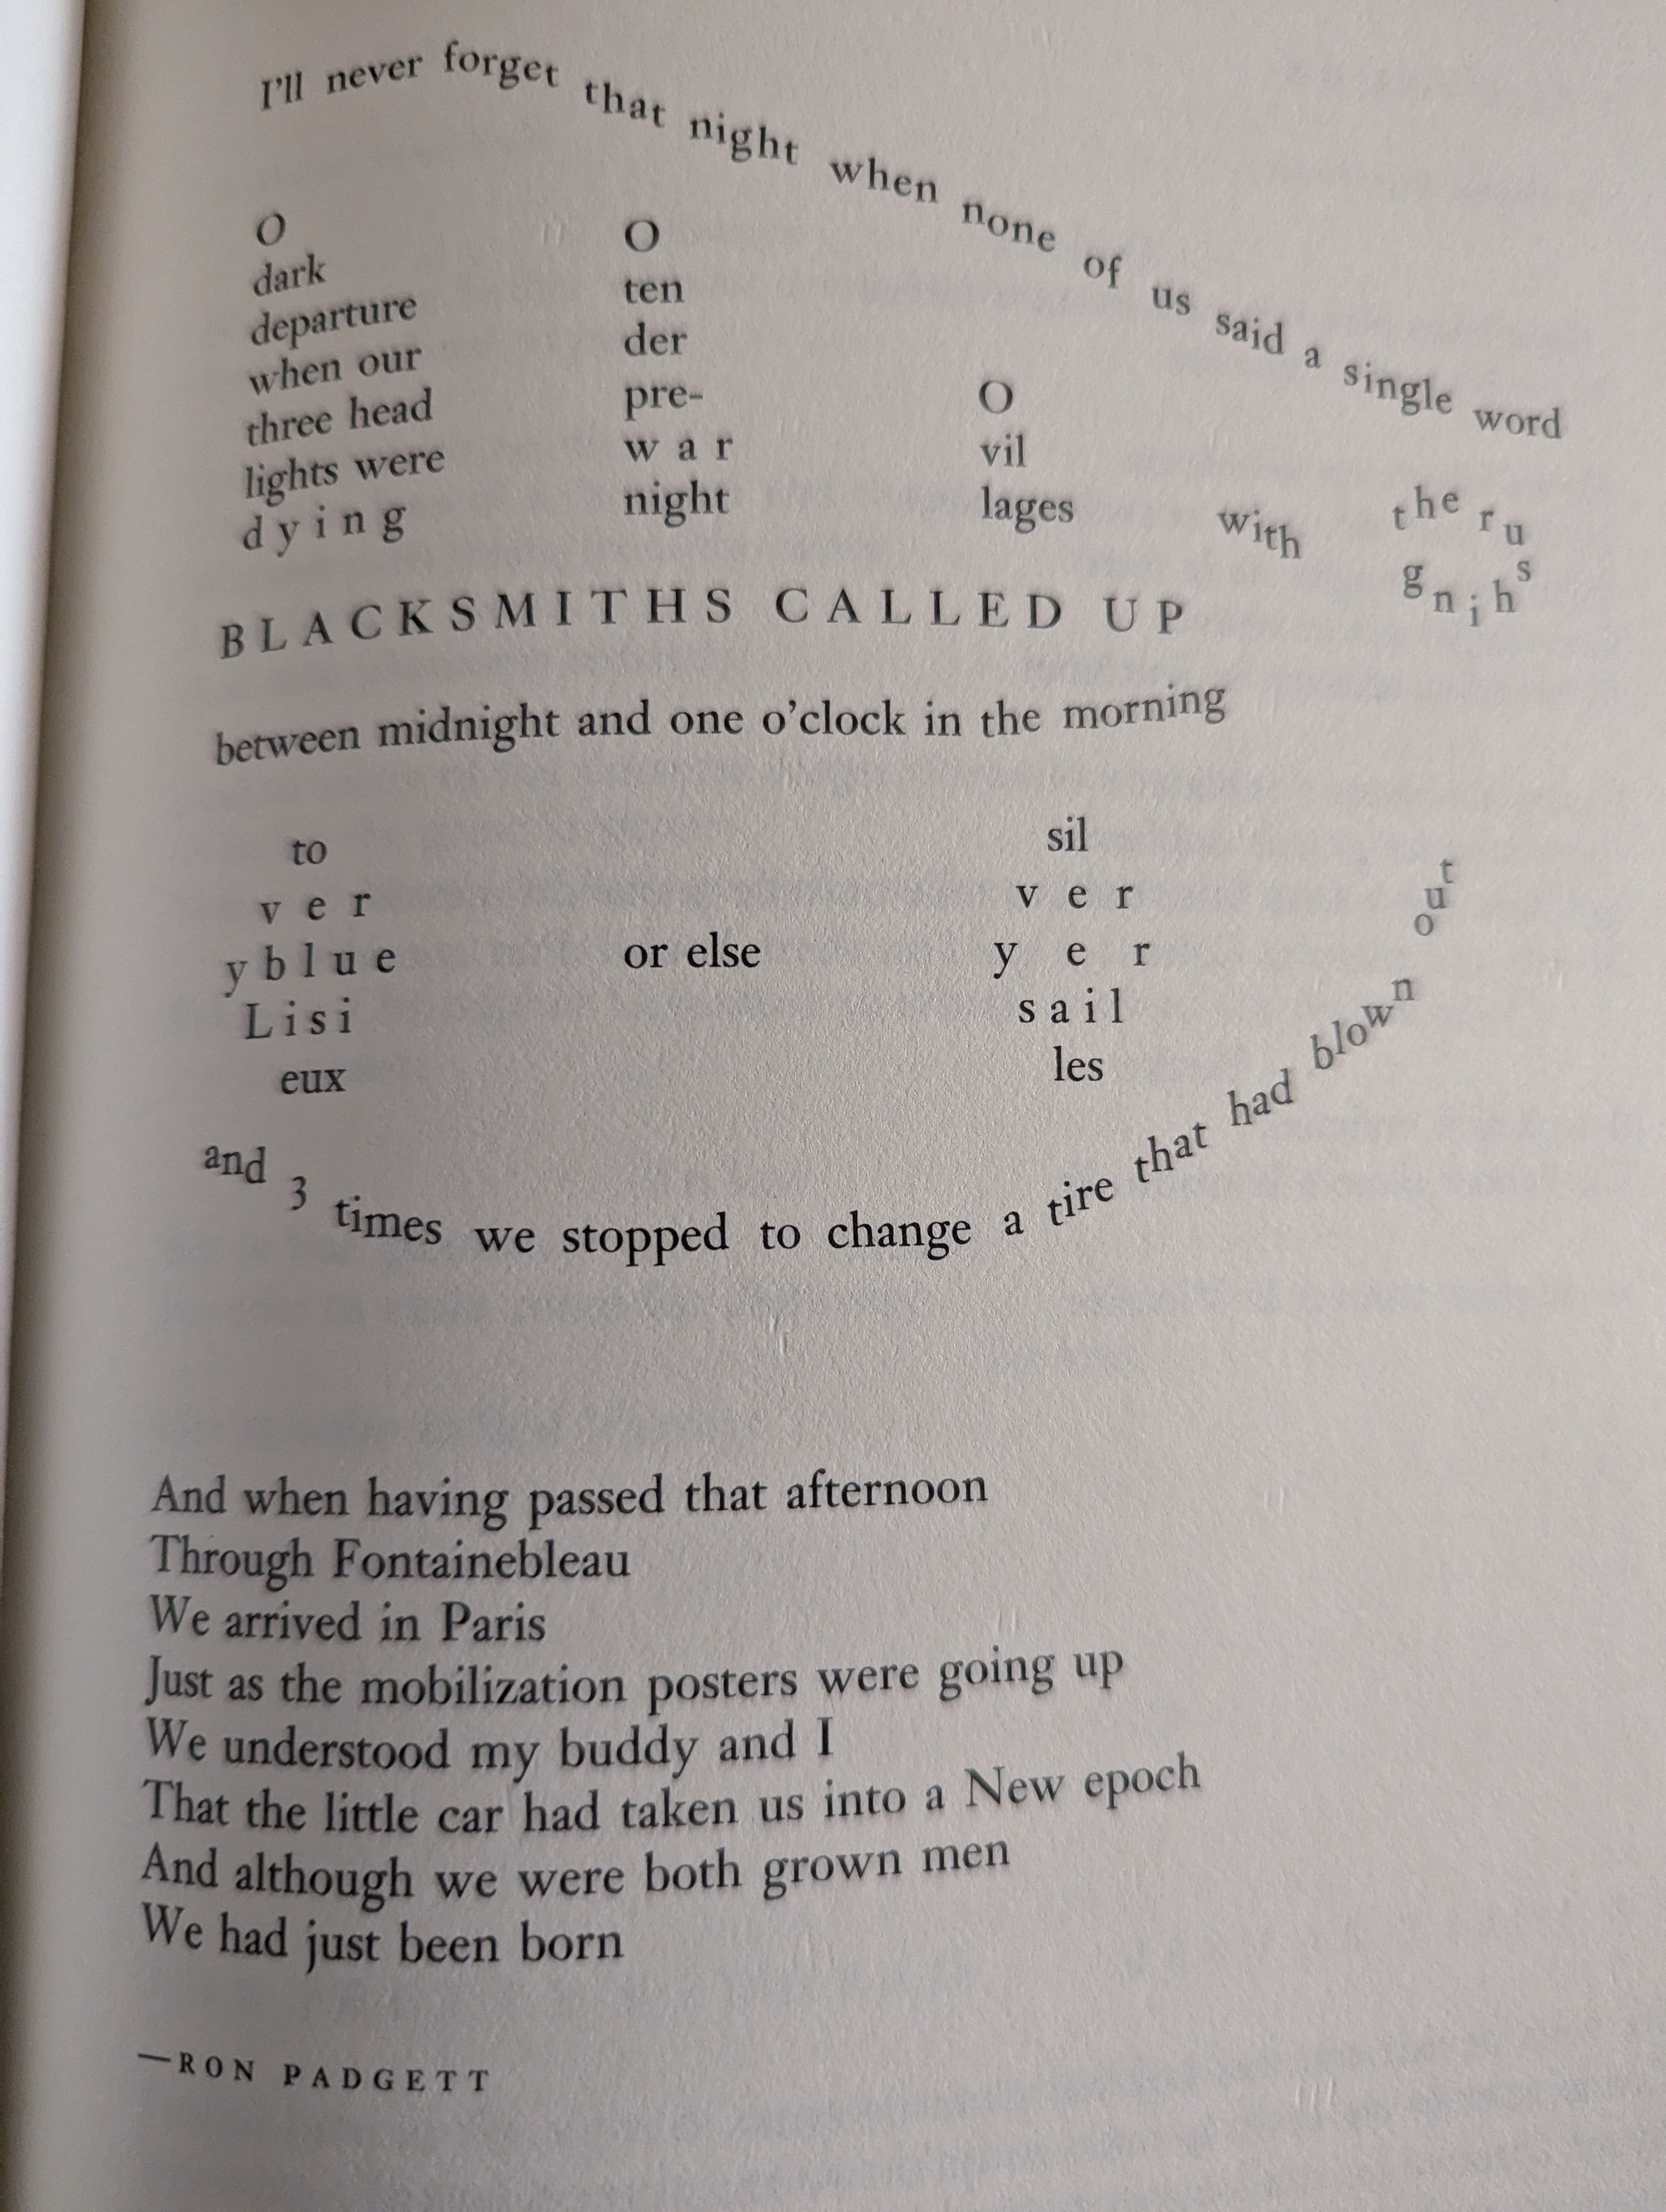 I'll never forget that night when none of us said a single word
O
dark
departure
when our
three head
lights were
d y i n g
O
ten
der
pre-
w a r
night
O
vil
lages
with
the ru
s
g n i h
BLACKSMITHS CALLED UP
between midnight and one o'clock in the morning
to
v e r
y b l u e
L i s i
eux
or else
sil
v e r
y e r
s a i l
les
and 3 times we stopped to change a tire that had blown out
And when having passed that afternoon
Through Fontainebleau
We arrived in Paris
Just as the mobilization posters were going up
We understood my buddy and I
That the little car had taken us into a New epoch
And although we were both grown men
We had just been born
—RON PADGETT